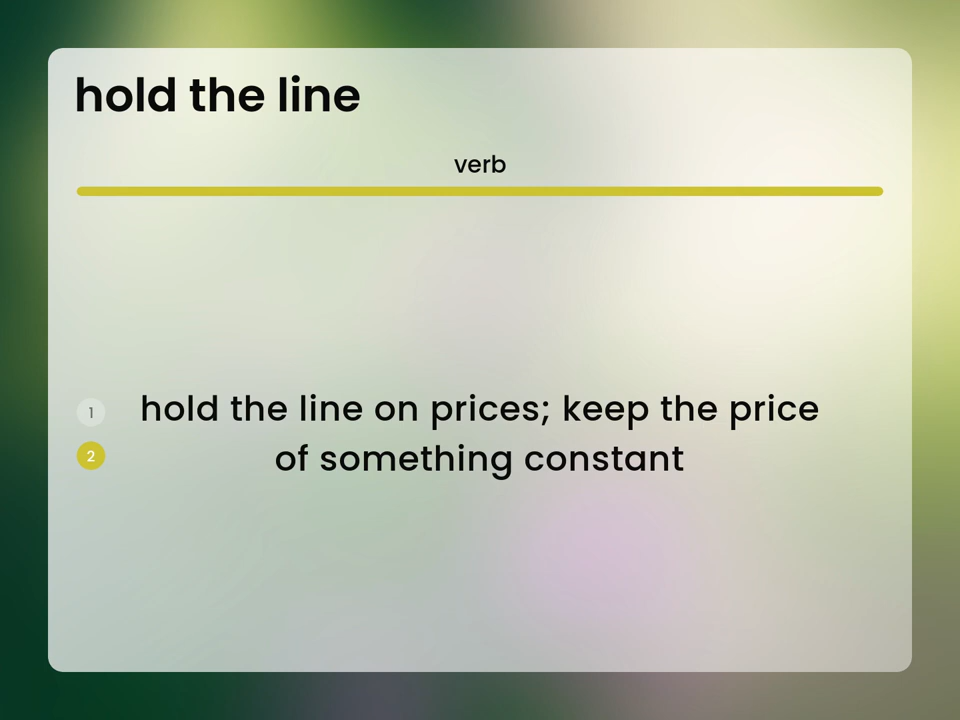 hold the line
verb
1
hold the line on prices; keep the price
2
of something constant